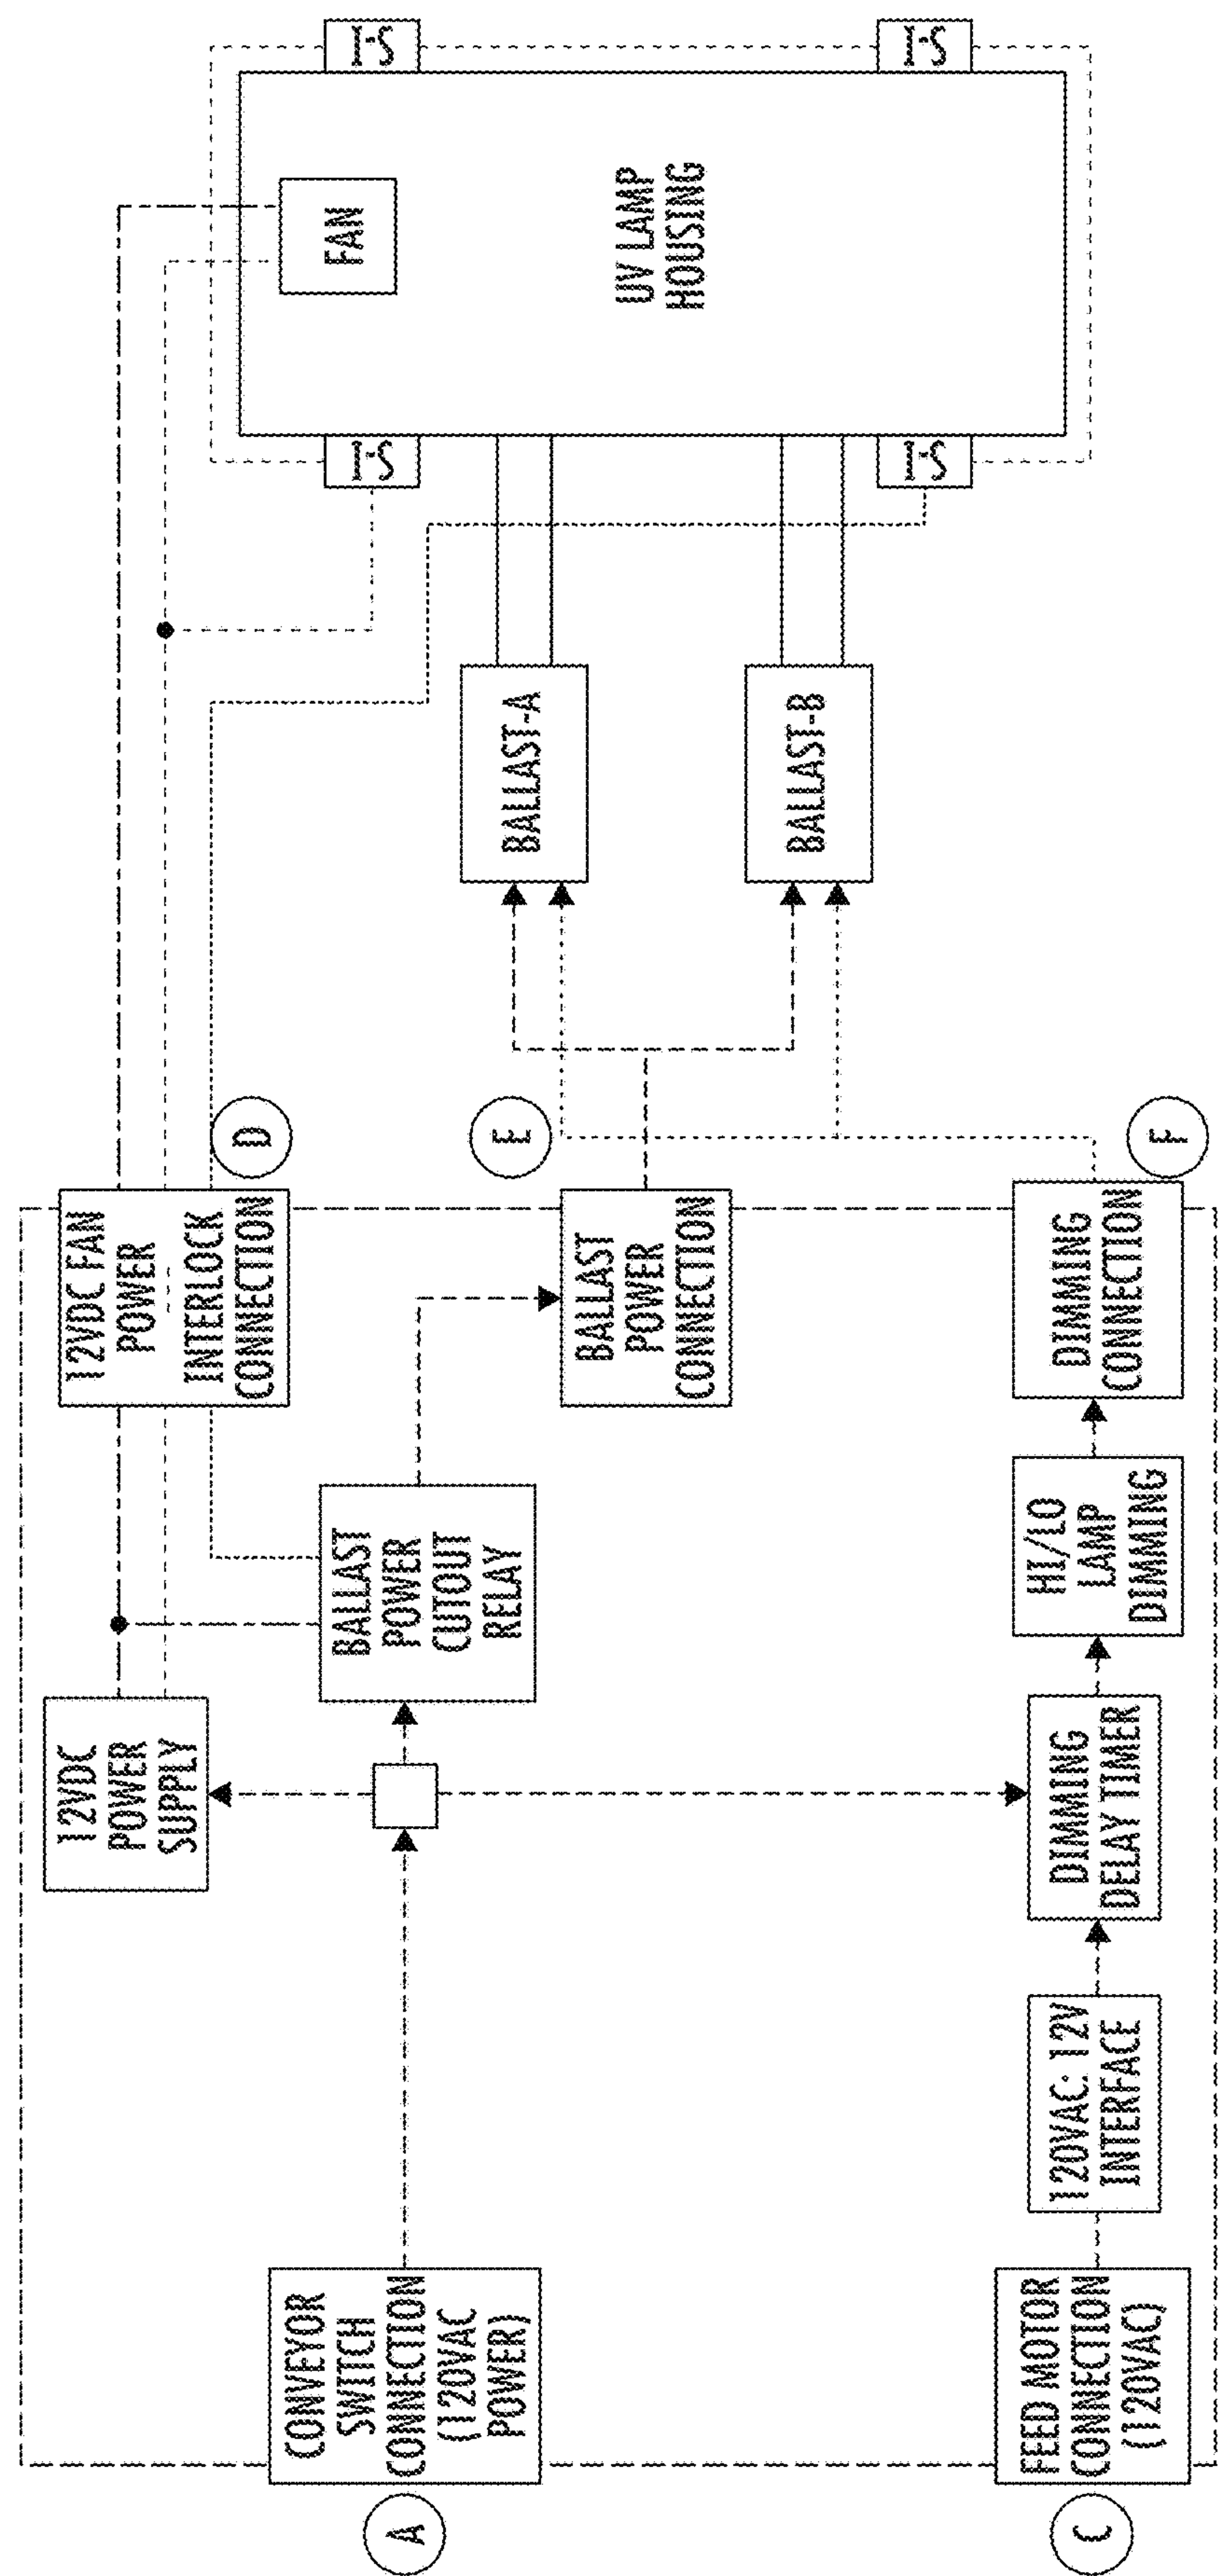 A
CONVEYOR
SWITCH
CONNECTION
(120VAC
POWER)
C
FEED MOTOR
CONNECTION
(120VAC)
120VAC: 12V
INTERFACE
12VDC
POWER
SUPPLY
DIMMING
DELAY TIMER
BALLAST
POWER
CUTOUT
RELAY
HI/LO
LAMP
DIMMING
12VDC FAN
POWER
INTERLOCK
CONNECTION
BALLAST
POWER
CONNECTION
DIMMING
CONNECTION
D
E
F
BALLAST-A
BALLAST-B
I-S
I-S
FAN
UV LAMP
HOUSING
I-S
I-S